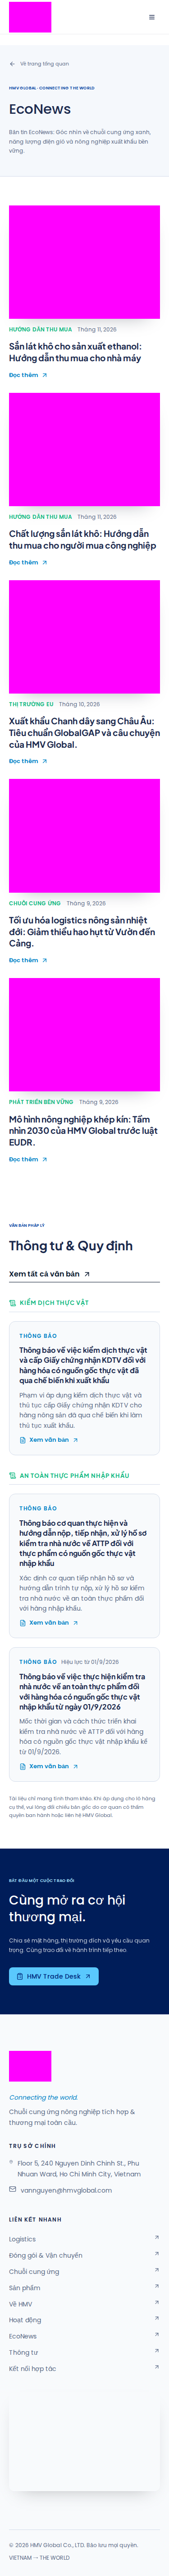 Về trang tổng quan
HMV GLOBAL · CONNECTING THE WORLD
EcoNews
Bản tin EcoNews: Góc nhìn về chuỗi cung ứng xanh,
năng lượng điện gió và nông nghiệp xuất khẩu bền
vững.
HƯỚNG DẪN THU MUA Tháng 11, 2026
Sắn lát khô cho sản xuất ethanol:
Hướng dẫn thu mua cho nhà máy
Đọc thêm
HƯỚNG DẪN THU MUA Tháng 11, 2026
Chất lượng sắn lát khô: Hướng dẫn
thu mua cho người mua công nghiệp
Đọc thêm
THỊ TRƯỜNG EU Tháng 10, 2026
Xuất khẩu Chanh dây sang Châu Âu:
Tiêu chuẩn GlobalGAP và câu chuyện
của HMV Global.
Đọc thêm
CHUỖI CUNG ỨNG Tháng 9, 2026
Tối ưu hóa logistics nông sản nhiệt
đới: Giảm thiểu hao hụt từ Vườn đến
Cảng.
Đọc thêm
PHÁT TRIỂN BỀN VỮNG Tháng 9, 2026
Mô hình nông nghiệp khép kín: Tầm
nhìn 2030 của HMV Global trước luật
EUDR.
Đọc thêm
VĂN BẢN PHÁP LÝ
Thông tư & Quy định
Xem tất cả văn bản
KIỂM DỊCH THỰC VẬT
THÔNG BÁO
Thông báo về việc kiểm dịch thực vật
và cấp Giấy chứng nhận KDTV đối với
hàng hóa có nguồn gốc thực vật đã
qua chế biến khi xuất khẩu
Phạm vi áp dụng kiểm dịch thực vật và
thủ tục cấp Giấy chứng nhận KDTV cho
hàng nông sản đã qua chế biến khi làm
thủ tục xuất khẩu.
Xem văn bản
AN TOÀN THỰC PHẨM NHẬP KHẨU
THÔNG BÁO
Thông báo cơ quan thực hiện và
hướng dẫn nộp, tiếp nhận, xử lý hồ sơ
kiểm tra nhà nước về ATTP đối với
thực phẩm có nguồn gốc thực vật
nhập khẩu
Xác định cơ quan tiếp nhận hồ sơ và
hướng dẫn trình tự nộp, xử lý hồ sơ kiểm
tra nhà nước về an toàn thực phẩm đối
với hàng nhập khẩu.
Xem văn bản
THÔNG BÁO Hiệu lực từ 01/9/2026
Thông báo về việc thực hiện kiểm tra
nhà nước về an toàn thực phẩm đối
với hàng hóa có nguồn gốc thực vật
nhập khẩu từ ngày 01/9/2026
Mốc thời gian và cách thức triển khai
kiểm tra nhà nước về ATTP đối với hàng
hóa có nguồn gốc thực vật nhập khẩu kể
từ 01/9/2026.
Xem văn bản
Tài liệu chỉ mang tính tham khảo. Khi áp dụng cho lô hàng
cụ thể, vui lòng đối chiếu bản gốc do cơ quan có thẩm
quyền ban hành hoặc liên hệ HMV Global.
BẮT ĐẦU MỘT CUỘC TRAO ĐỔI
Cùng mở ra cơ hội
thương mại.
Chia sẻ mặt hàng, thị trường đích và yêu cầu quan
trọng. Cùng trao đổi về hành trình tiếp theo.
HMV Trade Desk
Connecting the world.
Chuỗi cung ứng nông nghiệp tích hợp &
thương mại toàn cầu.
TRỤ SỞ CHÍNH
Floor 5, 240 Nguyen Dinh Chinh St., Phu
Nhuan Ward, Ho Chi Minh City, Vietnam
vannguyen@hmvglobal.com
LIÊN KẾT NHANH
Logistics
Đóng gói & Vận chuyển
Chuỗi cung ứng
Sản phẩm
Về HMV
Hoạt động
EcoNews
Thông tư
Kết nối hợp tác
© 2026 HMV Global Co., LTD. Bảo lưu mọi quyền.
VIETNAM → THE WORLD